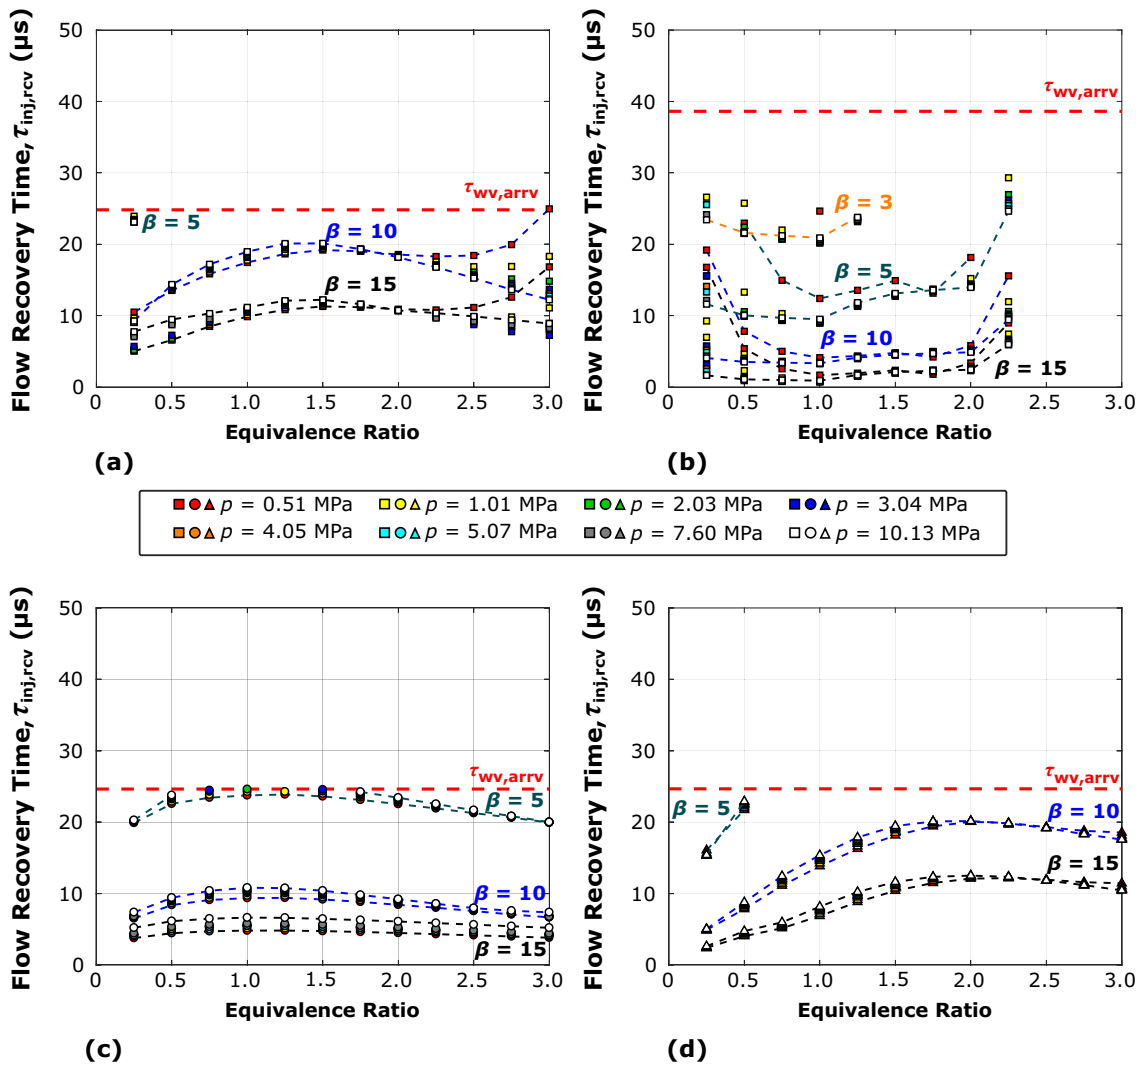 50
40
30
20
10
0
Flow Recovery Time, τinj,rcv (μs)
τwv,arrv
β = 5
β = 10
β = 15
0 0.5 1.0 1.5 2.0 2.5 3.0
Equivalence Ratio
(a)
50
40
30
20
10
0
Flow Recovery Time, τinj,rcv (μs)
τwv,arrv
β = 3
β = 5
β = 10
β = 15
0 0.5 1.0 1.5 2.0 2.5 3.0
Equivalence Ratio
(b)
p = 0.51 MPa p = 1.01 MPa p = 2.03 MPa p = 3.04 MPa
p = 4.05 MPa p = 5.07 MPa p = 7.60 MPa p = 10.13 MPa
50
40
30
20
10
0
Flow Recovery Time, τinj,rcv (μs)
τwv,arrv
β = 5
β = 10
β = 15
0 0.5 1.0 1.5 2.0 2.5 3.0
Equivalence Ratio
(c)
50
40
30
20
10
0
Flow Recovery Time, τinj,rcv (μs)
τwv,arrv
β = 5
β = 10
β = 15
0 0.5 1.0 1.5 2.0 2.5 3.0
Equivalence Ratio
(d)